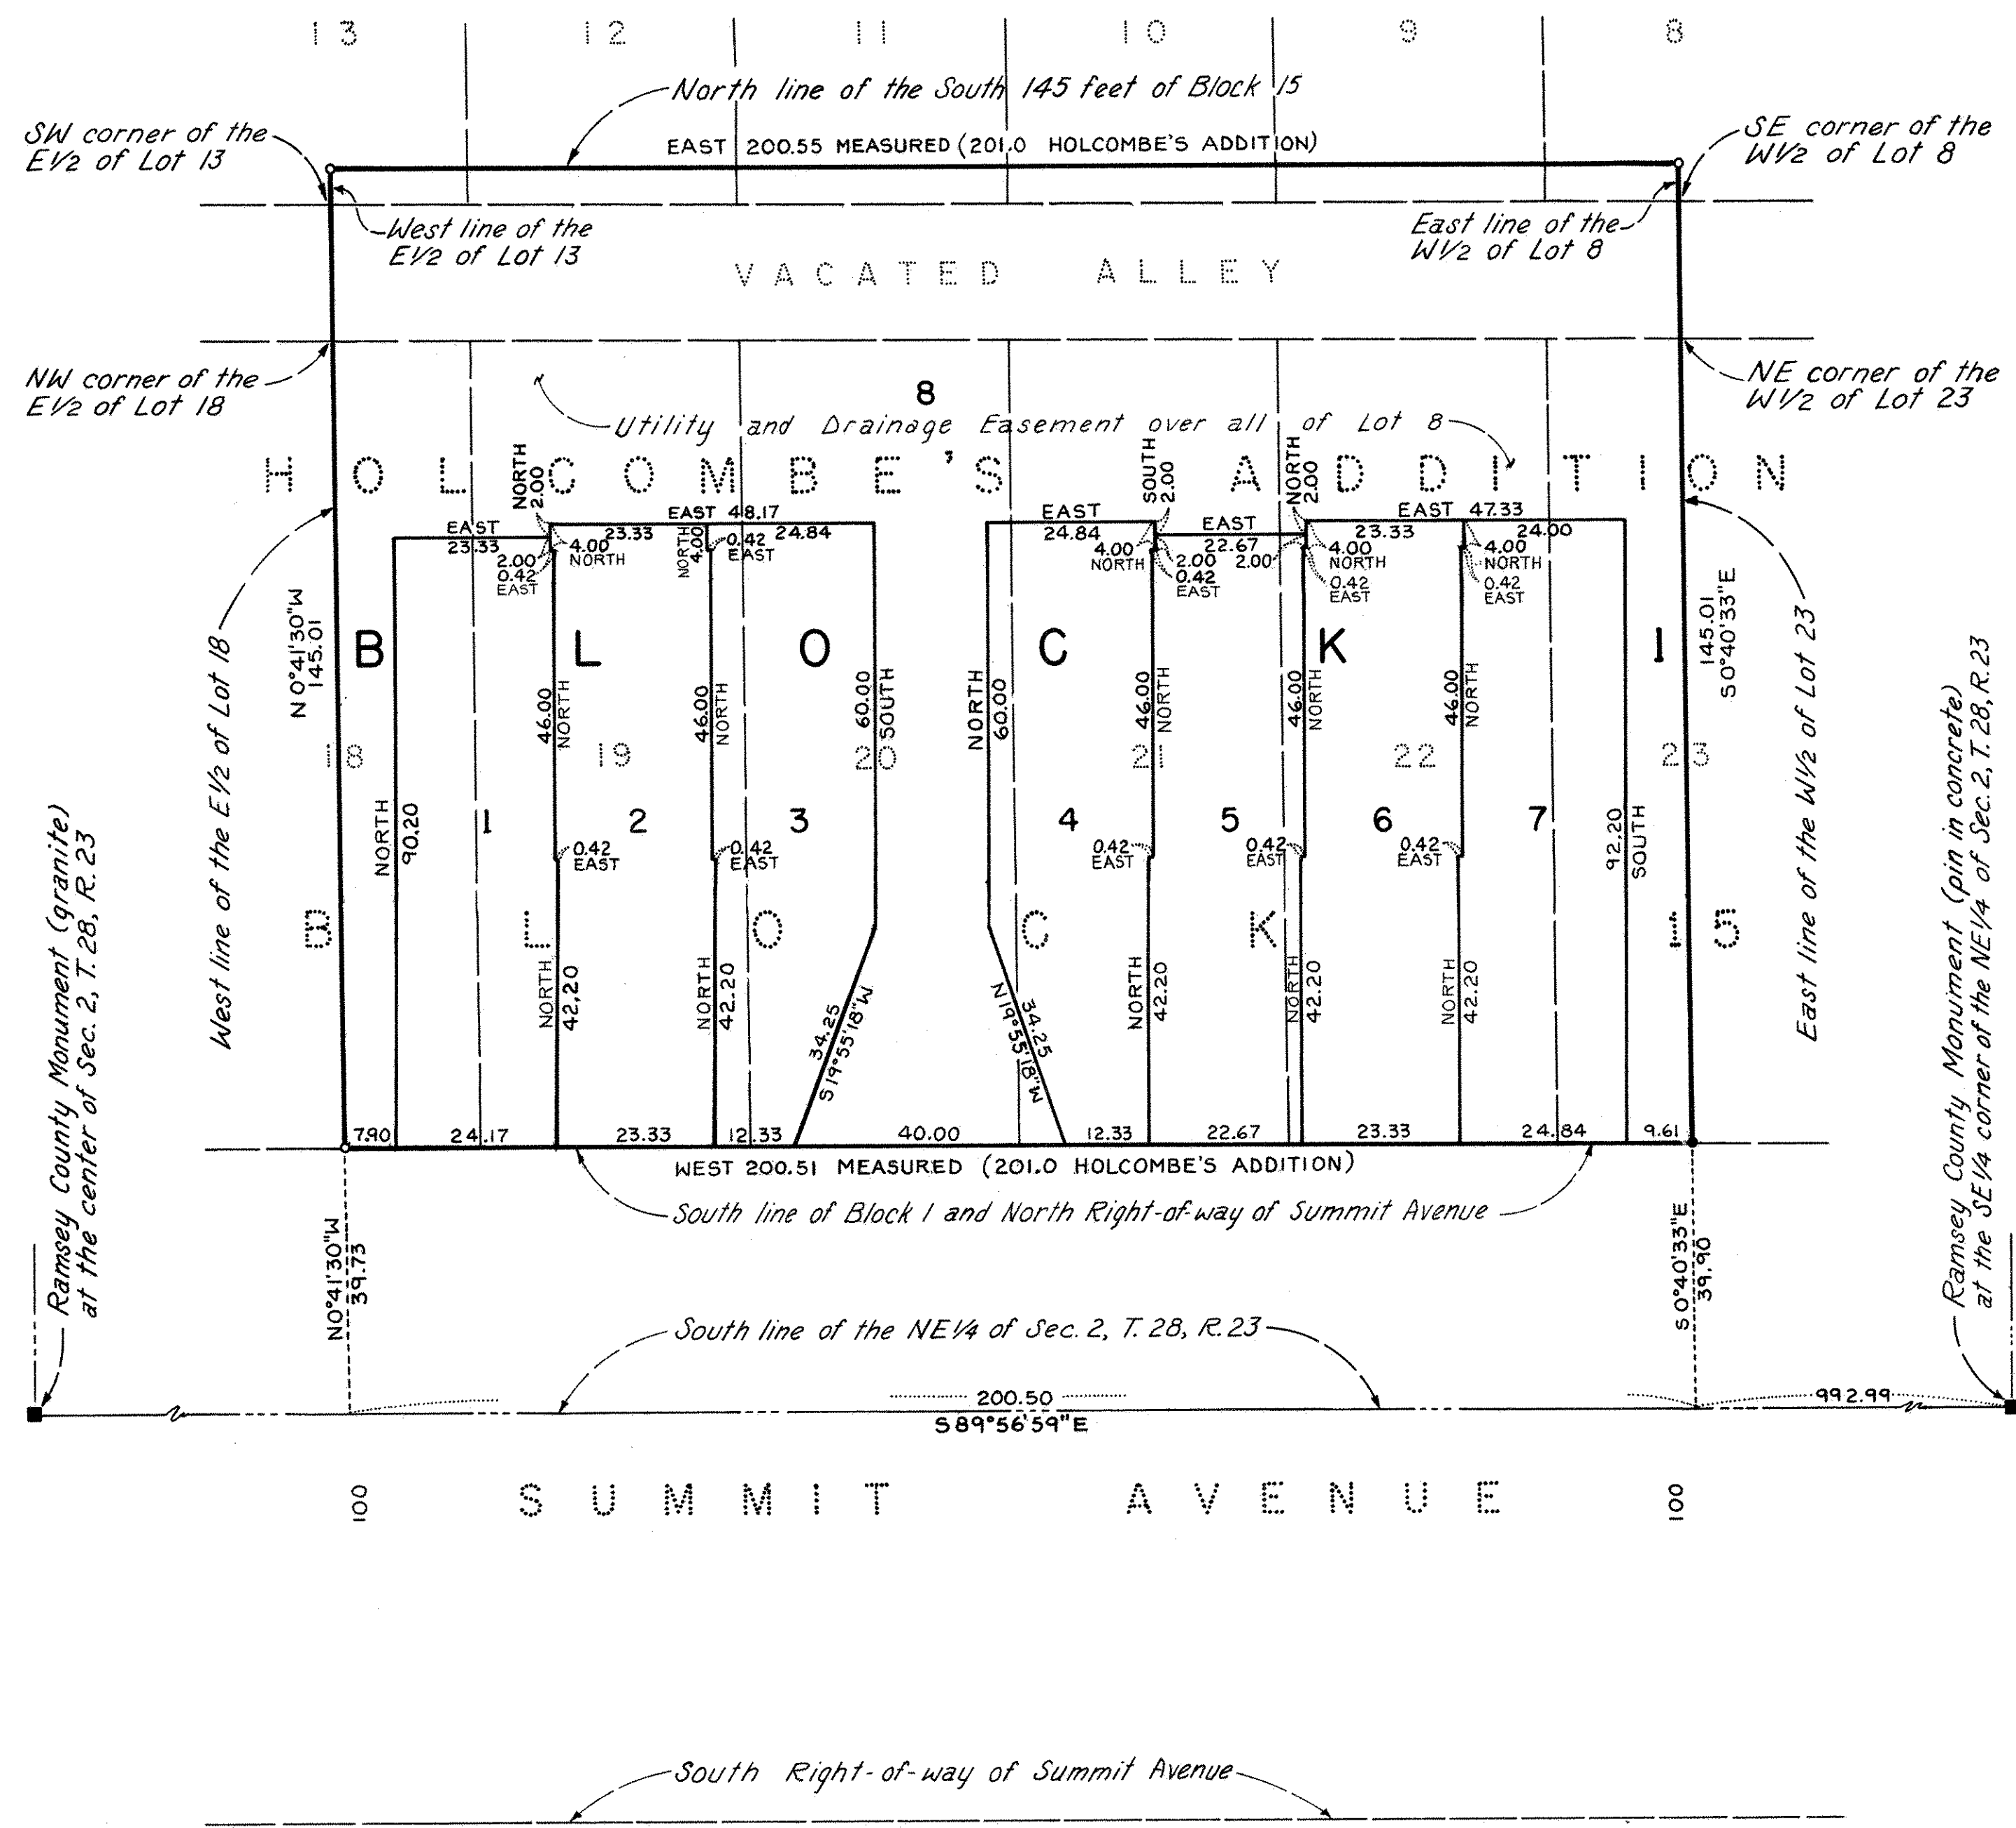 13 12 11 10 9 8
North line of the South 145 feet of Block 15
EAST 200.55 MEASURED (201.0 HOLCOMBE'S ADDITION)
SW corner of the
E1/2 of Lot 13
SE corner of the
W1/2 of Lot 8
West line of the
E1/2 of Lot 13
East line of the
W1/2 of Lot 8
VACATED ALLEY
NW corner of the
E1/2 of Lot 18
NE corner of the
W1/2 of Lot 23
8
Utility and Drainage Easement over all of Lot 8
HOLCOMBE'S ADDITION
NORTH
2.00
SOUTH
2.00
NORTH
2.00
EAST
23.33
EAST 48.17
23.33
24.84
EAST
24.84
EAST
22.67
EAST 47.33
23.33
24.00
2.00
0.42
EAST
4.00
NORTH
NORTH
4.00
0.42
EAST
4.00
NORTH
2.00
0.42
EAST
2.00
4.00
NORTH
0.42
EAST
4.00
NORTH
0.42
EAST
N 0°41'30"W
145.01
BLOCK 1
145.01
S0°40'33"E
West line of the E1/2 of Lot 18
East line of the W1/2 of Lot 23
46.00
NORTH
46.00
NORTH
60.00
SOUTH
NORTH
60.00
46.00
NORTH
46.00
NORTH
46.00
NORTH
18 19 20 21 22 23
NORTH
90.20
1 2 3 4 5 6 7
92.20
SOUTH
0.42
EAST
0.42
EAST
0.42
EAST
0.42
EAST
0.42
EAST
BLOCK 15
NORTH
42.20
NORTH
42.20
34.25
S19°55'18"W
34.25
N19°55'18"W
NORTH
42.20
NORTH
42.20
NORTH
42.20
7.90 24.17 23.33 12.33 40.00 12.33 22.67 23.33 24.84 9.61
WEST 200.51 MEASURED (201.0 HOLCOMBE'S ADDITION)
South line of Block 1 and North Right-of-way of Summit Avenue
Ramsey County Monument (granite)
at the center of Sec. 2, T. 28, R. 23
Ramsey County Monument (pin in concrete)
at the SE1/4 corner of the NE1/4 of Sec. 2, T. 28, R. 23
N0°41'30"W
39.73
S0°40'33"E
39.90
South line of the NE1/4 of Sec. 2, T. 28, R. 23
200.50
S89°56'59"E
992.99
100
SUMMIT AVENUE
100
South Right-of-way of Summit Avenue